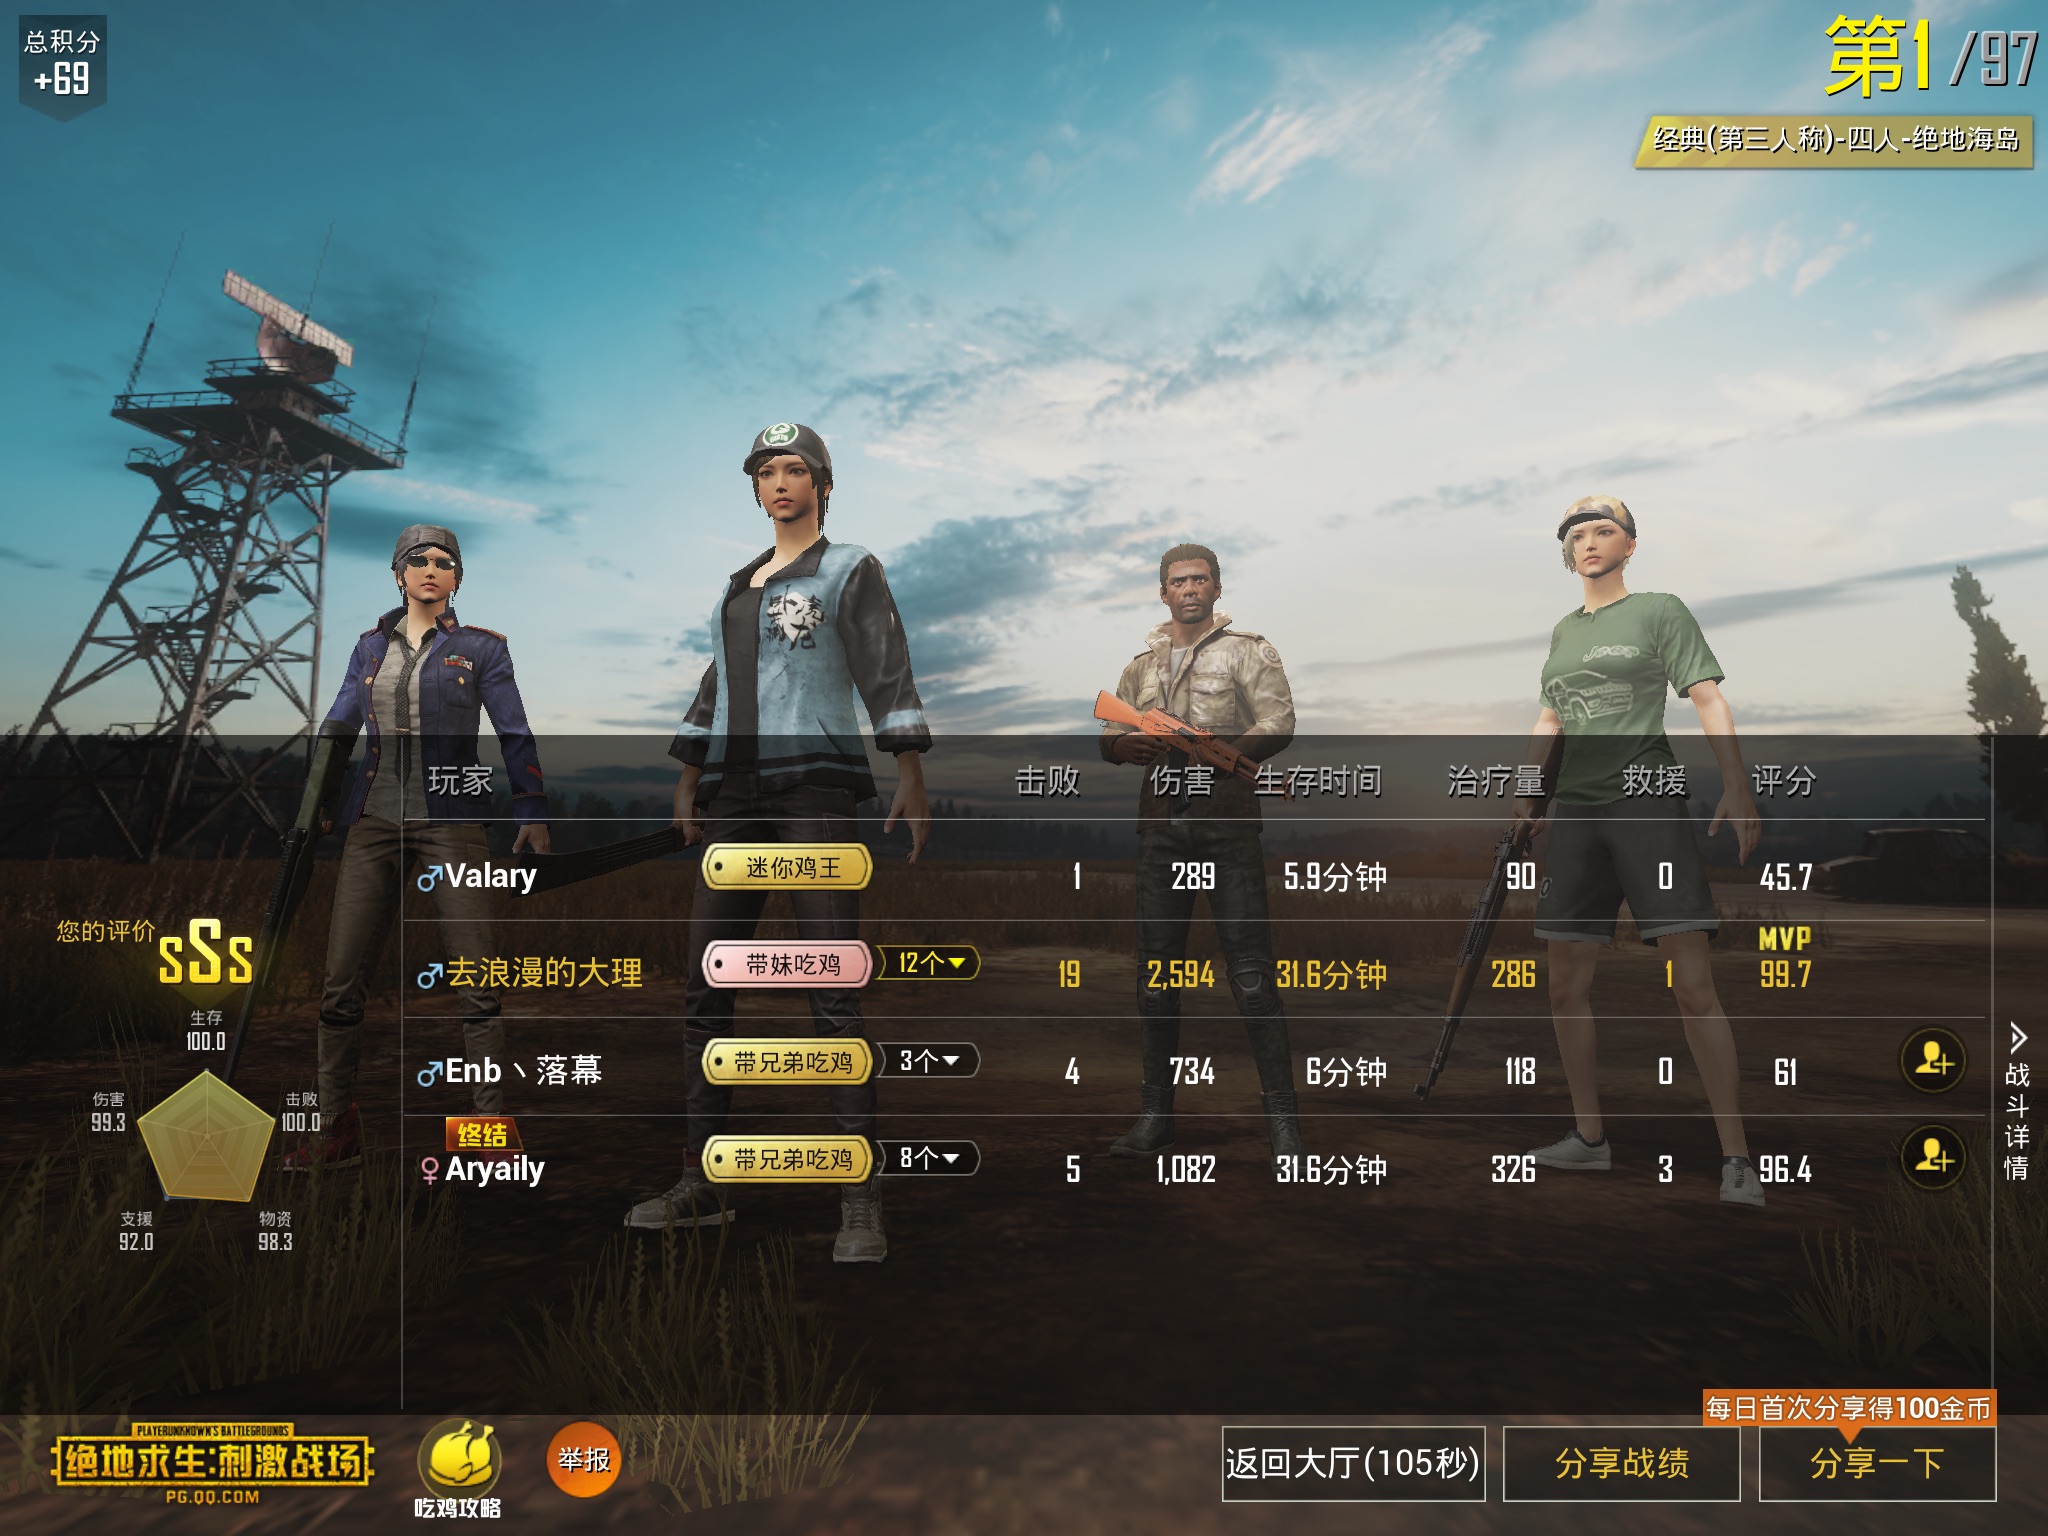 总积分
+69
第1/97
经典(第三人称)-四人-绝地海岛
卧虎
藏龙
Jeep
玩家 击败 伤害 生存时间 治疗量 救援 评分
♂Valary 迷你鸡王 1 289 5.9分钟 90 0 45.7
MVP
♂去浪漫的大理 带妹吃鸡 12个 19 2,594 31.6分钟 286 1 99.7
♂Enb丶落幕 带兄弟吃鸡 3个 4 734 6分钟 118 0 61
终结
♀Aryaily 带兄弟吃鸡 8个 5 1,082 31.6分钟 326 3 96.4
您的评价 SSS
生存
100.0
伤害
99.3
击败
100.0
支援
92.0
物资
98.3
战斗详情
PLAYERUNKNOWN'S BATTLEGROUNDS
绝地求生:刺激战场
PG.QQ.COM
吃鸡攻略
举报
返回大厅(105秒)
分享战绩
每日首次分享得100金币
分享一下